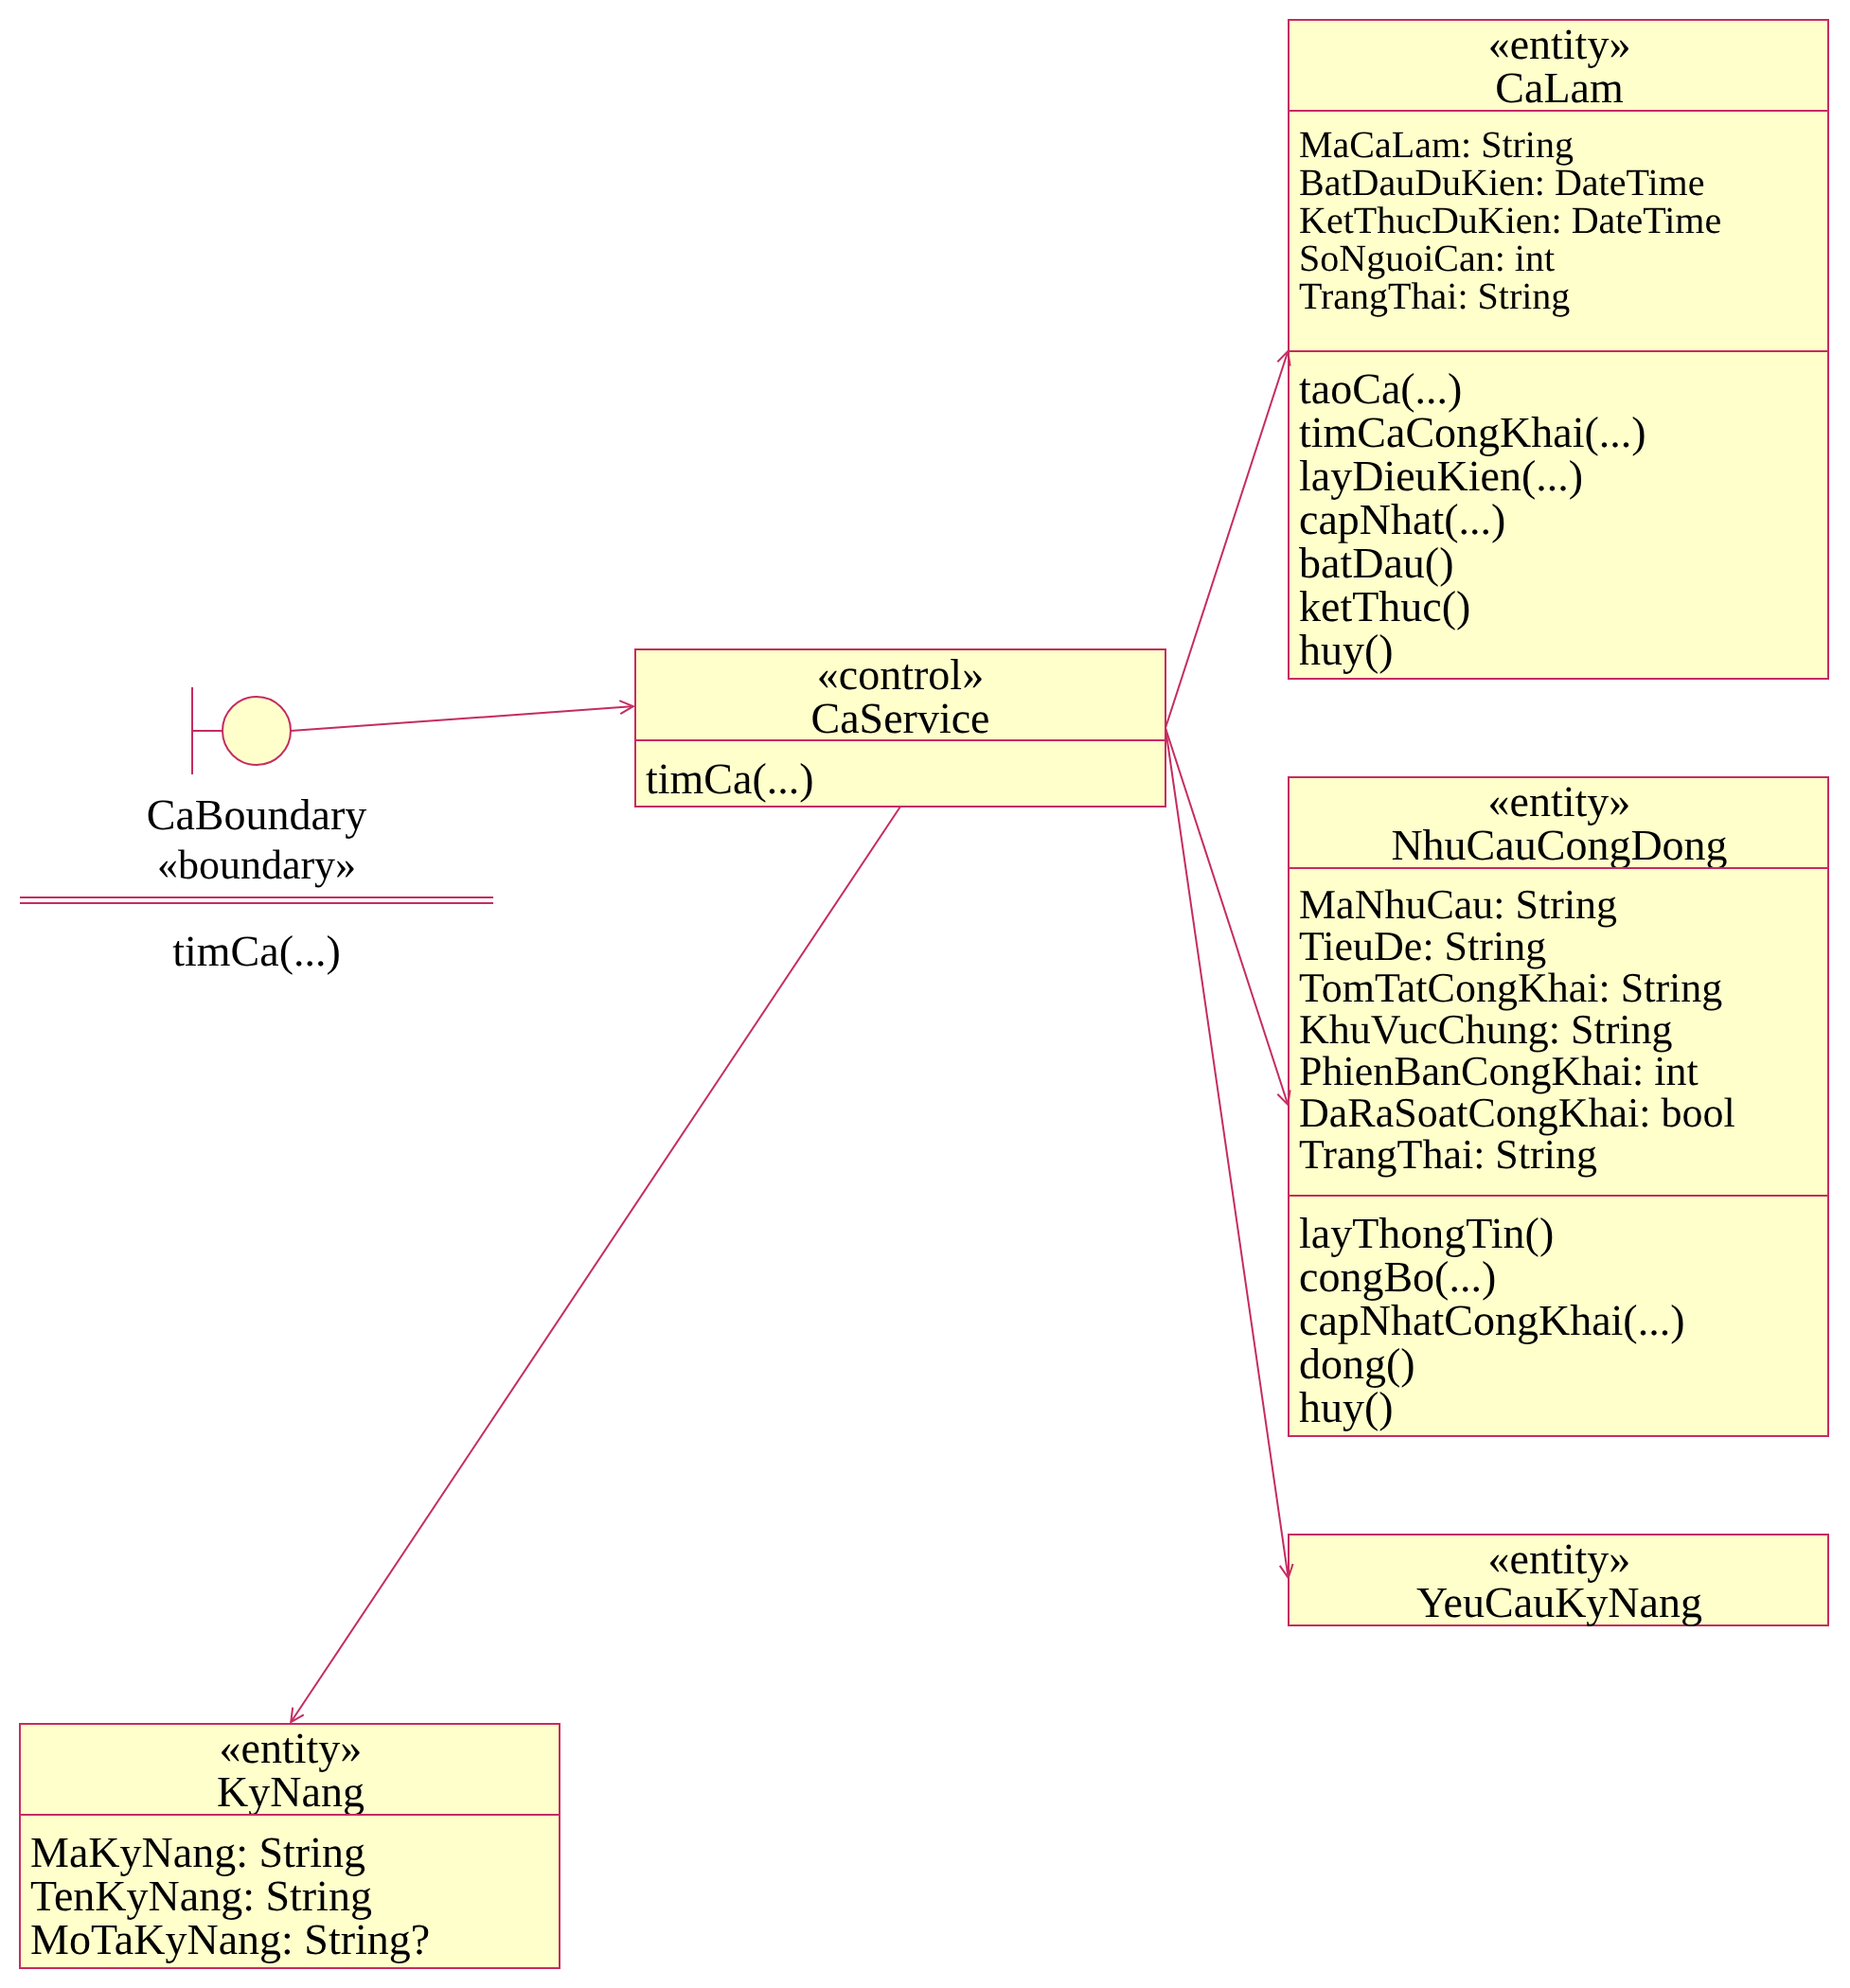 «entity»
CaLam
MaCaLam: String
BatDauDuKien: DateTime
KetThucDuKien: DateTime
SoNguoiCan: int
TrangThai: String
taoCa(...)
timCaCongKhai(...)
layDieuKien(...)
capNhat(...)
batDau()
ketThuc()
huy()
«control»
CaService
timCa(...)
CaBoundary
«boundary»
timCa(...)
«entity»
NhuCauCongDong
MaNhuCau: String
TieuDe: String
TomTatCongKhai: String
KhuVucChung: String
PhienBanCongKhai: int
DaRaSoatCongKhai: bool
TrangThai: String
layThongTin()
congBo(...)
capNhatCongKhai(...)
dong()
huy()
«entity»
YeuCauKyNang
«entity»
KyNang
MaKyNang: String
TenKyNang: String
MoTaKyNang: String?